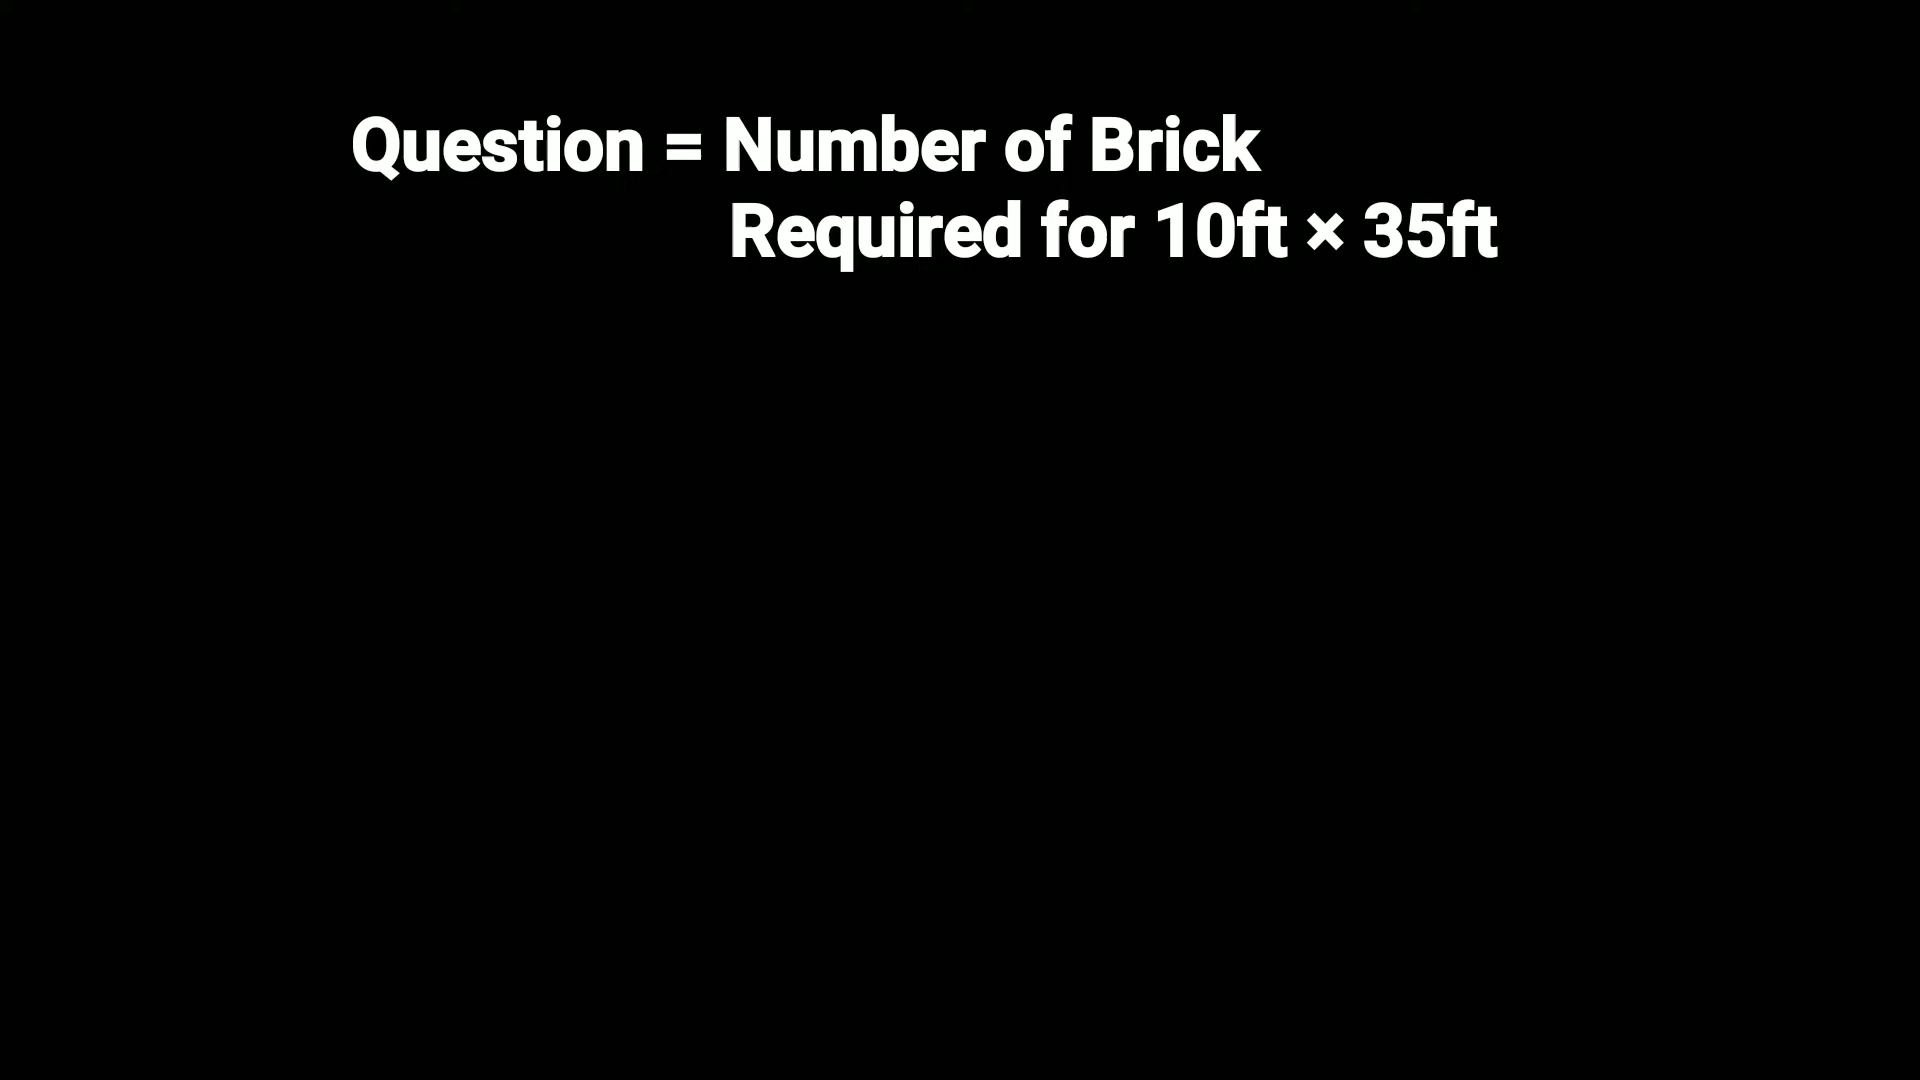 Question = Number of Brick
Required for 10ft × 35ft